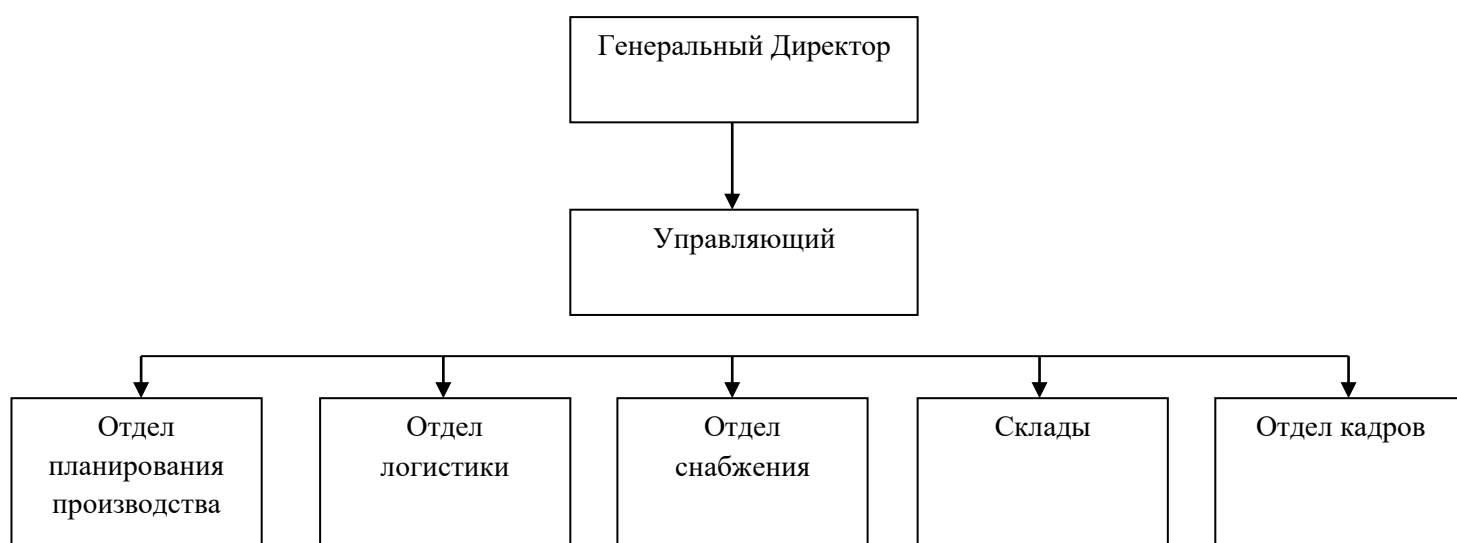 Генеральный Директор
Управляющий
Отдел
планирования
производства
Отдел
логистики
Отдел
снабжения
Склады
Отдел кадров